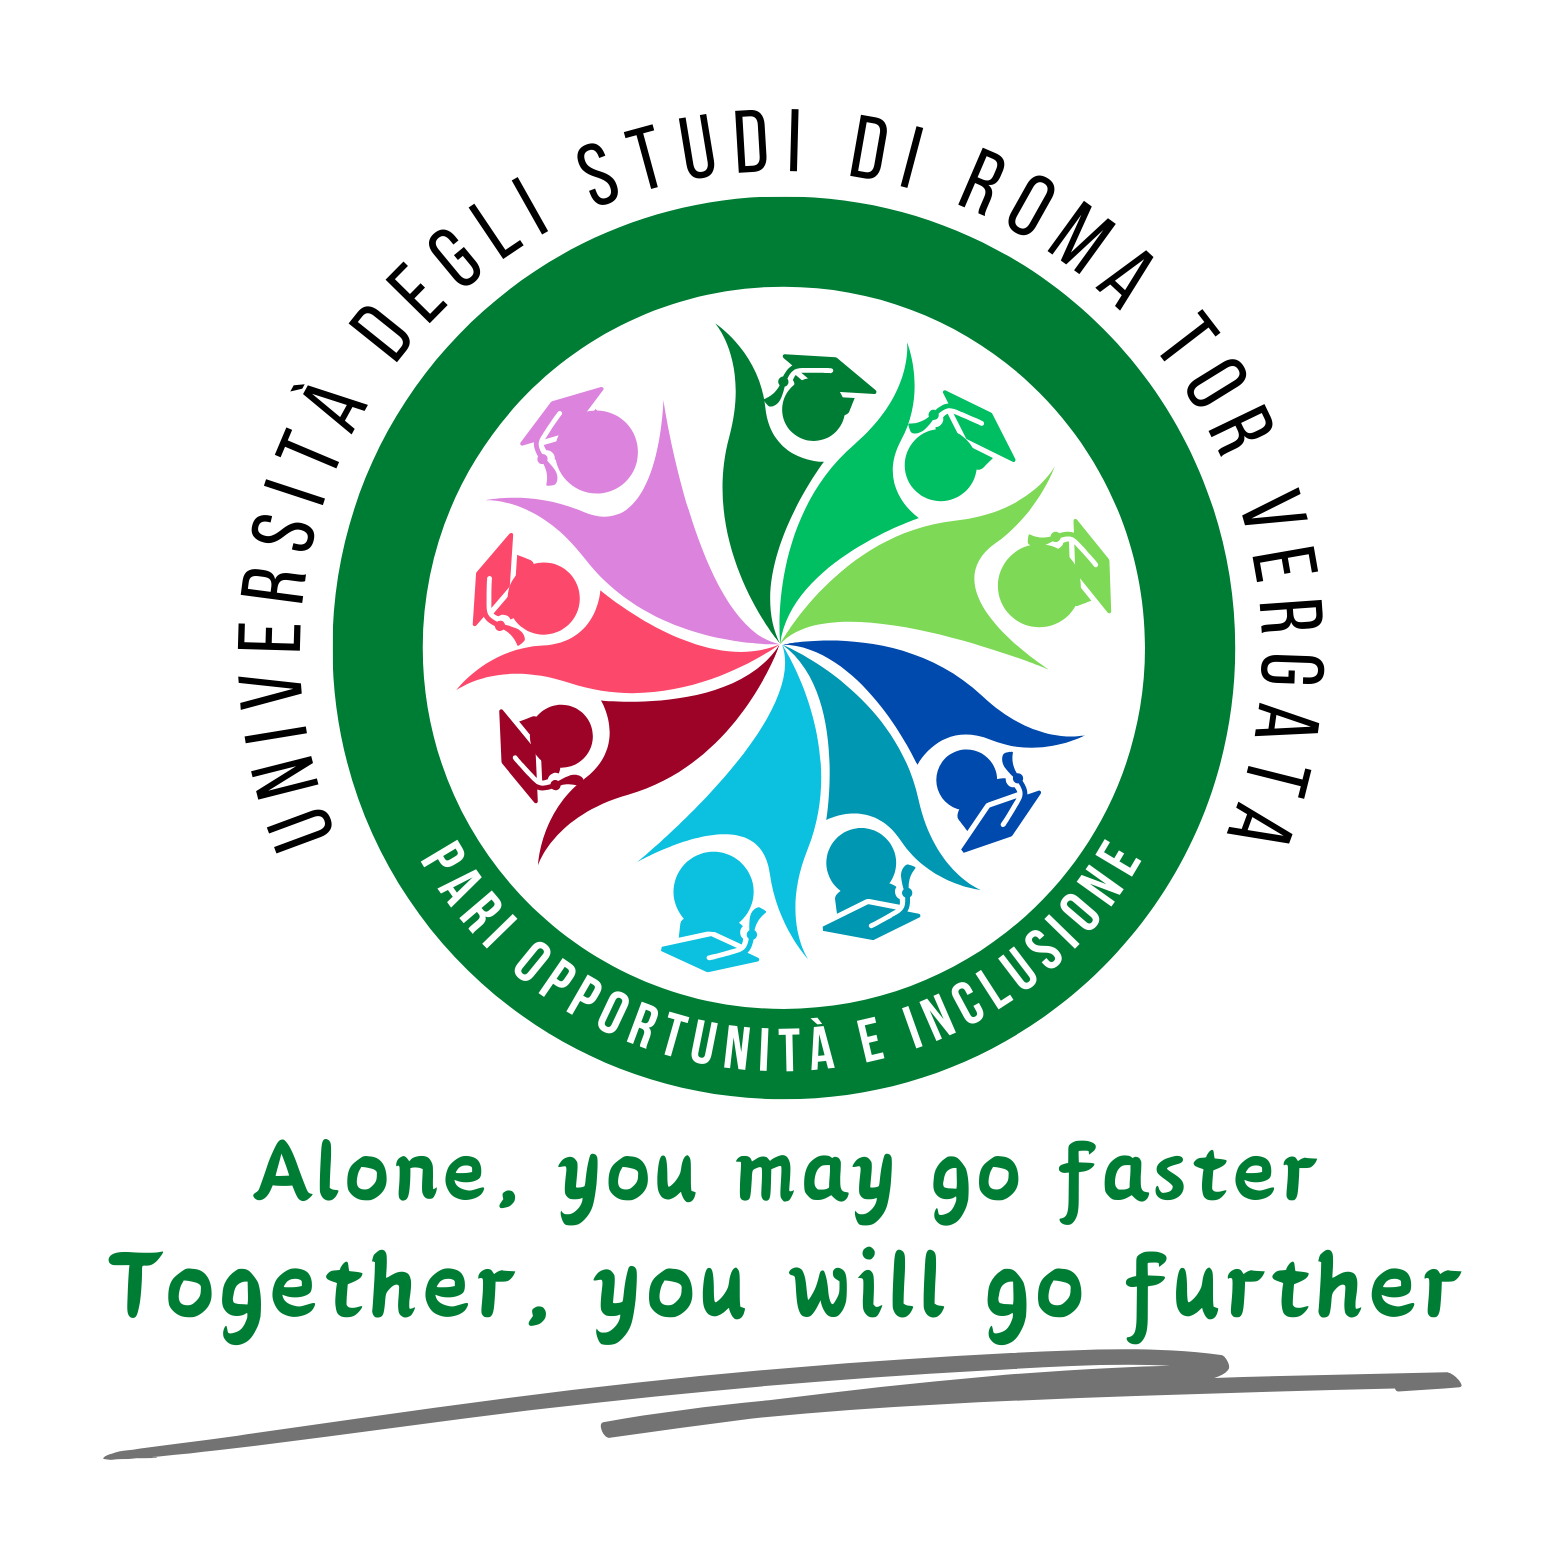 UNIVERSITÀ DEGLI STUDI DI ROMA TOR VERGATA
PARI OPPORTUNITÀ E INCLUSIONE
Alone, you may go faster
Together, you will go further